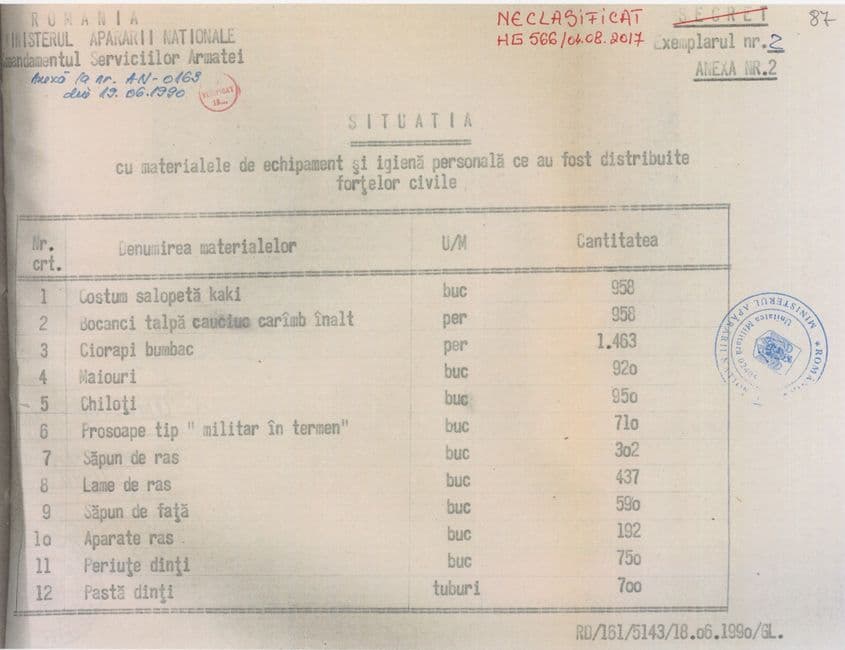 R O M A N I A
MINISTERUL APARARII NATIONALE
Comandamentul Serviciilor Armatei
Anexă la nr. AN-0163
din 19.06.1990
NECLASIFICAT
HG 566/04.08.2017
S E C R E T
Exemplarul nr. 2
ANEXA NR.2
87
S I T U A T I A
cu materialele de echipament şi igienă personală ce au fost distribuite
forţelor civile
Nr. crt. Denumirea materialelor U/M Cantitatea
1 Costum salopetă kaki buc 958
2 Bocanci talpă cauciuc carîmb înalt per 958
3 Ciorapi bumbac per 1.463
4 Maiouri buc 92o
5 Chiloţi buc 95o
6 Prosoape tip " militar în termen" buc 71o
7 Săpun de ras buc 3o2
8 Lame de ras buc 437
9 Săpun de faţă buc 59o
1o Aparate ras buc 192
11 Periuţe dinţi buc 75o
12 Pastă dinţi tuburi 7oo
RD/161/5143/18.o6.199o/GL.
ROMÂNIA
MINISTERUL APĂRĂRII
Unitatea Militară